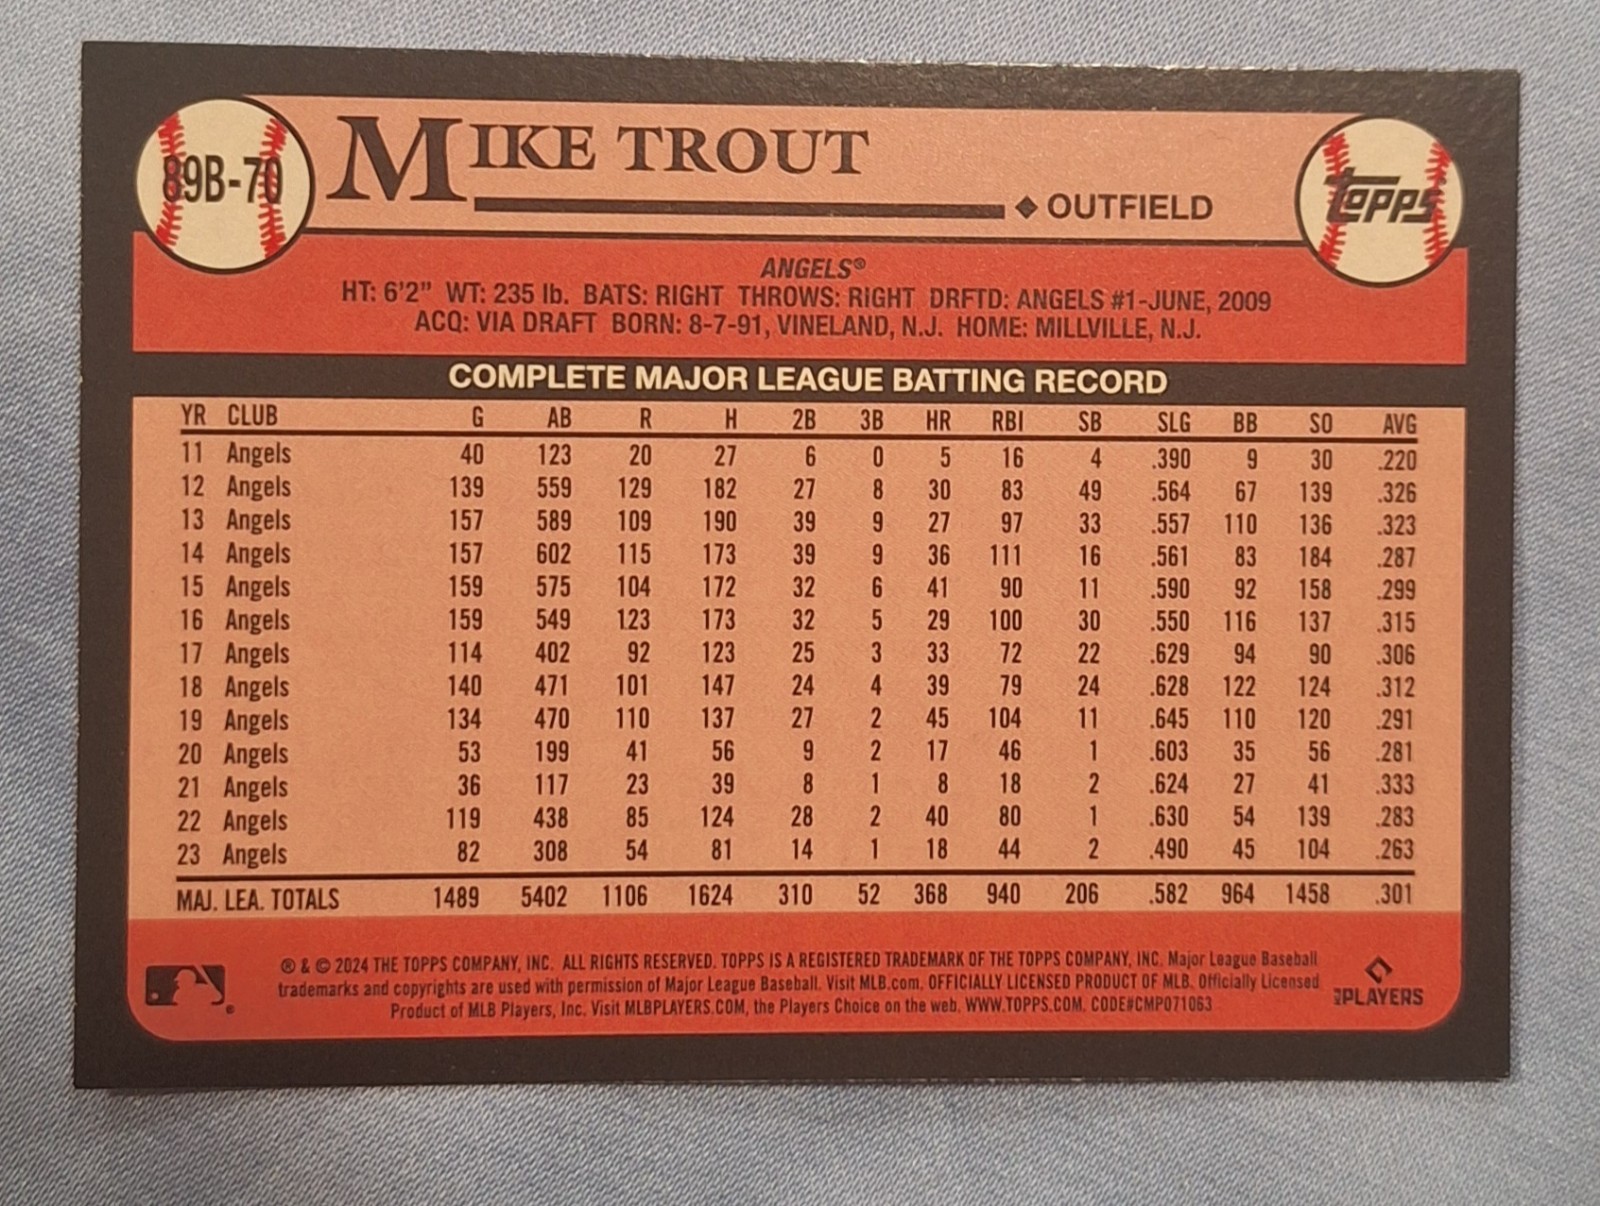 89B-70
MIKE TROUT
◆ OUTFIELD
TOPPS
ANGELS®
HT: 6'2" WT: 235 lb. BATS: RIGHT THROWS: RIGHT DRFTD: ANGELS #1-JUNE, 2009
ACQ: VIA DRAFT BORN: 8-7-91, VINELAND, N.J. HOME: MILLVILLE, N.J.
COMPLETE MAJOR LEAGUE BATTING RECORD
YR CLUB G AB R H 2B 3B HR RBI SB SLG BB SO AVG
11 Angels 40 123 20 27 6 0 5 16 4 .390 9 30 .220
12 Angels 139 559 129 182 27 8 30 83 49 .564 67 139 .326
13 Angels 157 589 109 190 39 9 27 97 33 .557 110 136 .323
14 Angels 157 602 115 173 39 9 36 111 16 .561 83 184 .287
15 Angels 159 575 104 172 32 6 41 90 11 .590 92 158 .299
16 Angels 159 549 123 173 32 5 29 100 30 .550 116 137 .315
17 Angels 114 402 92 123 25 3 33 72 22 .629 94 90 .306
18 Angels 140 471 101 147 24 4 39 79 24 .628 122 124 .312
19 Angels 134 470 110 137 27 2 45 104 11 .645 110 120 .291
20 Angels 53 199 41 56 9 2 17 46 1 .603 35 56 .281
21 Angels 36 117 23 39 8 1 8 18 2 .624 27 41 .333
22 Angels 119 438 85 124 28 2 40 80 1 .630 54 139 .283
23 Angels 82 308 54 81 14 1 18 44 2 .490 45 104 .263
MAJ. LEA. TOTALS 1489 5402 1106 1624 310 52 368 940 206 .582 964 1458 .301
® & © 2024 THE TOPPS COMPANY, INC. ALL RIGHTS RESERVED. TOPPS IS A REGISTERED TRADEMARK OF THE TOPPS COMPANY, INC. Major League Baseball
trademarks and copyrights are used with permission of Major League Baseball. Visit MLB.com. OFFICIALLY LICENSED PRODUCT OF MLB. Officially Licensed
Product of MLB Players, Inc. Visit MLBPLAYERS.COM, the Players Choice on the web. WWW.TOPPS.COM. CODE#CMP071063
MLB PLAYERS